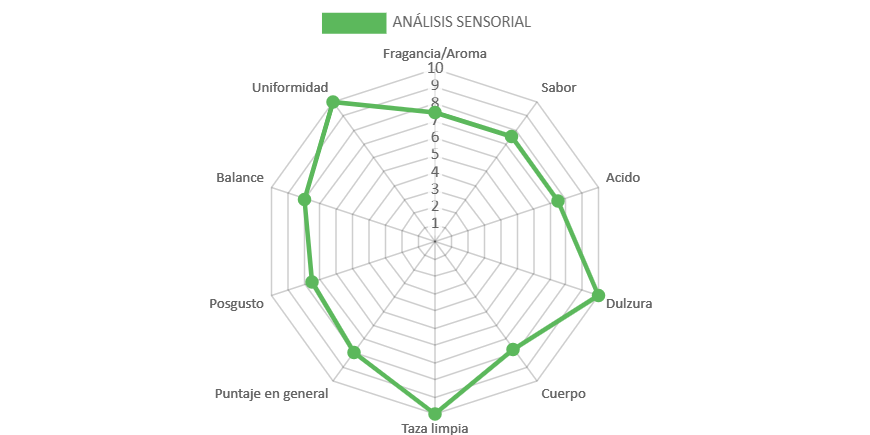 ANÁLISIS SENSORIAL
Fragancia/Aroma
10
9
8
7
6
5
4
3
2
1
Uniformidad
Sabor
Balance
Acido
Posgusto
Dulzura
Puntaje en general
Cuerpo
Taza limpia